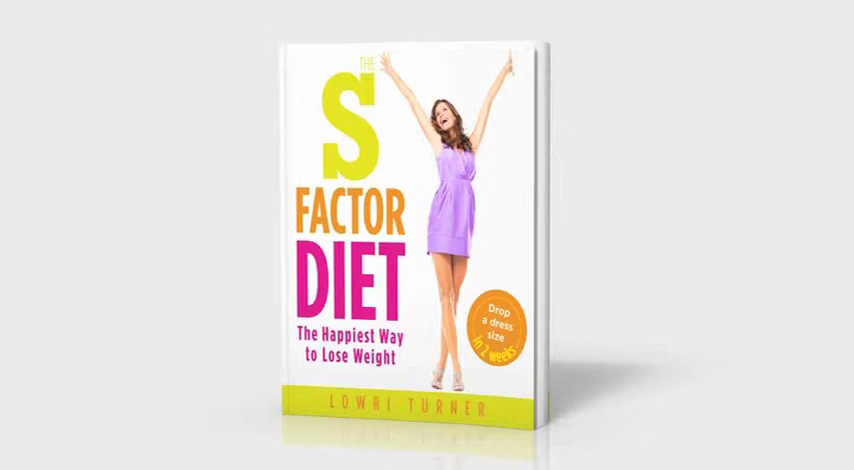 THE
S
FACTOR
DIET
The Happiest Way
to Lose Weight
Drop
a dress
size
in 2 weeks
LOWRI TURNER